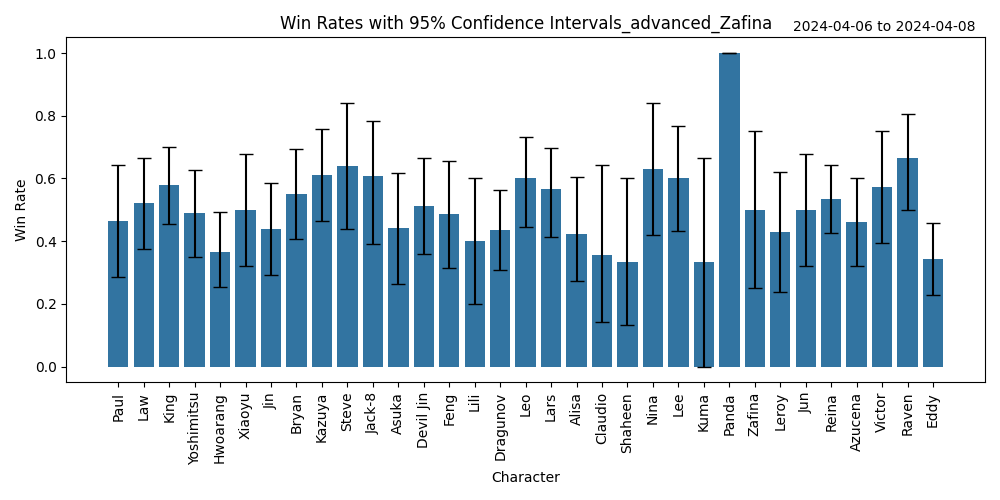 Win Rates with 95% Confidence Intervals_advanced_Zafina
2024-04-06 to 2024-04-08
Win Rate
1.0
0.8
0.6
0.4
0.2
0.0
Paul
Law
King
Yoshimitsu
Hwoarang
Xiaoyu
Jin
Bryan
Kazuya
Steve
Jack-8
Asuka
Devil Jin
Feng
Lili
Dragunov
Leo
Lars
Alisa
Claudio
Shaheen
Nina
Lee
Kuma
Panda
Zafina
Leroy
Jun
Reina
Azucena
Victor
Raven
Eddy
Character